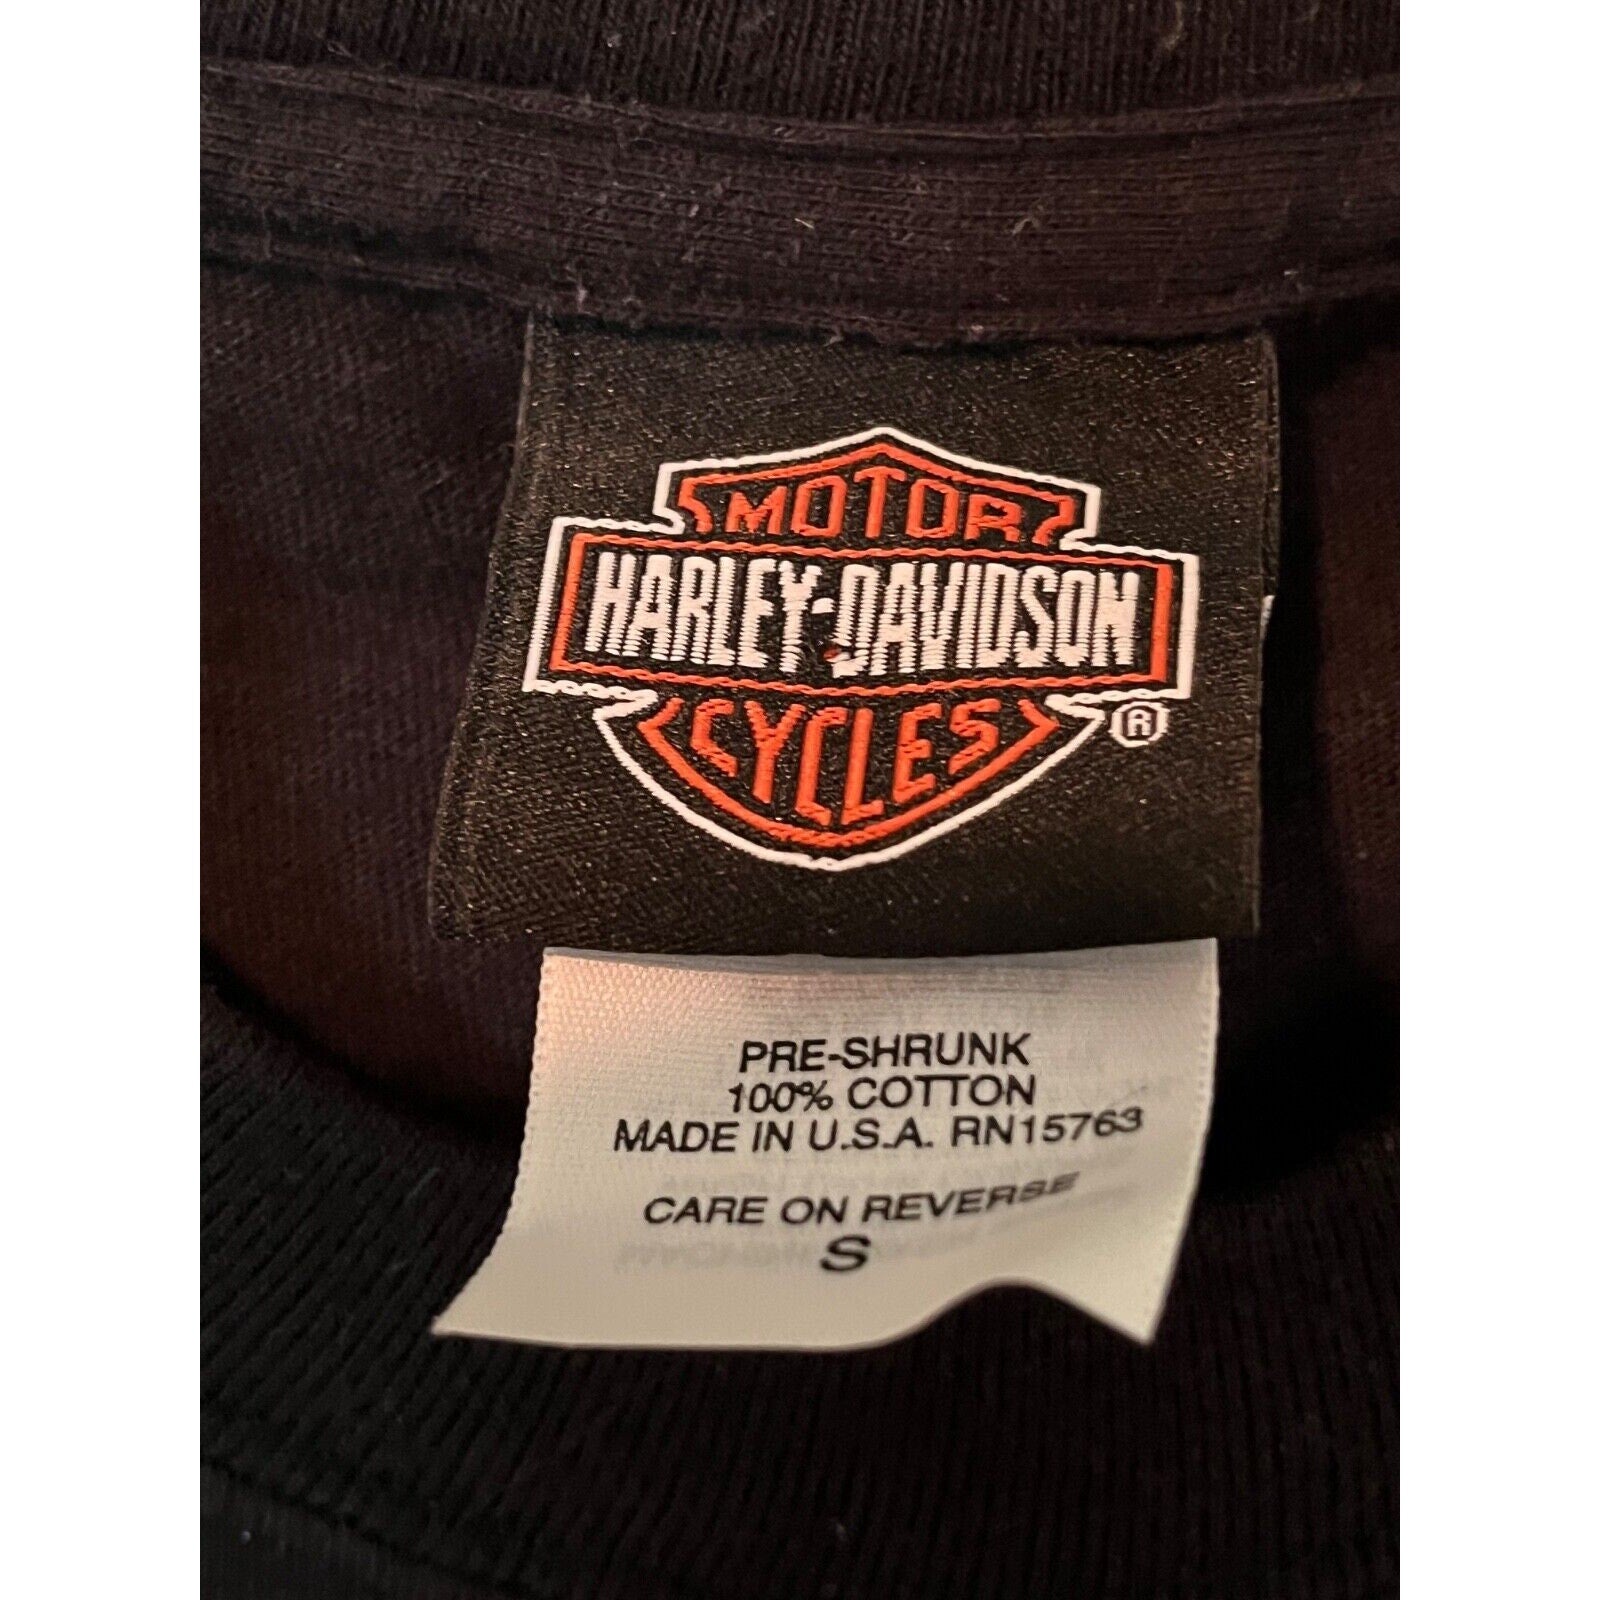 MOTOR
HARLEY-DAVIDSON
CYCLES
®
PRE-SHRUNK
100% COTTON
MADE IN U.S.A. RN15763
CARE ON REVERSE
S